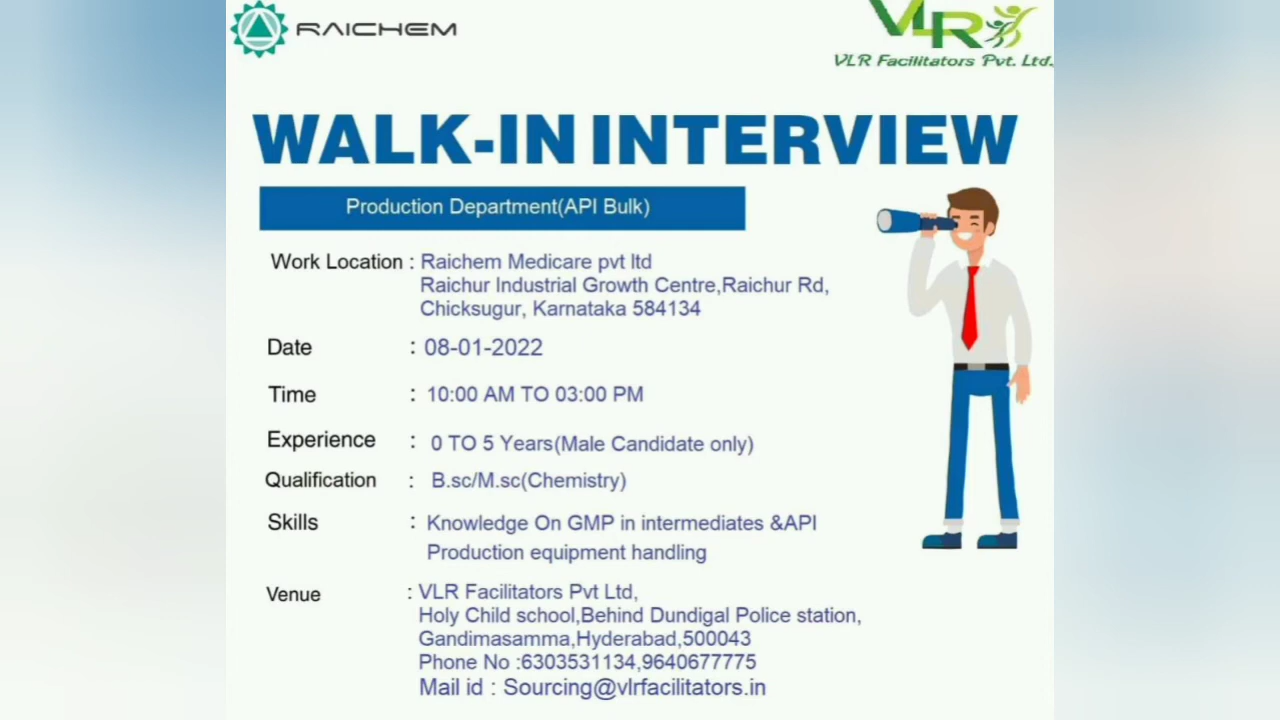 RAICHEM
VLR
VLR Facilitators Pvt. Ltd.
WALK-IN INTERVIEW
Production Department(API Bulk)
Work Location : Raichem Medicare pvt ltd
Raichur Industrial Growth Centre,Raichur Rd,
Chicksugur, Karnataka 584134
Date : 08-01-2022
Time : 10:00 AM TO 03:00 PM
Experience : 0 TO 5 Years(Male Candidate only)
Qualification : B.sc/M.sc(Chemistry)
Skills : Knowledge On GMP in intermediates &API
Production equipment handling
Venue : VLR Facilitators Pvt Ltd,
Holy Child school,Behind Dundigal Police station,
Gandimasamma,Hyderabad,500043
Phone No :6303531134,9640677775
Mail id : Sourcing@vlrfacilitators.in